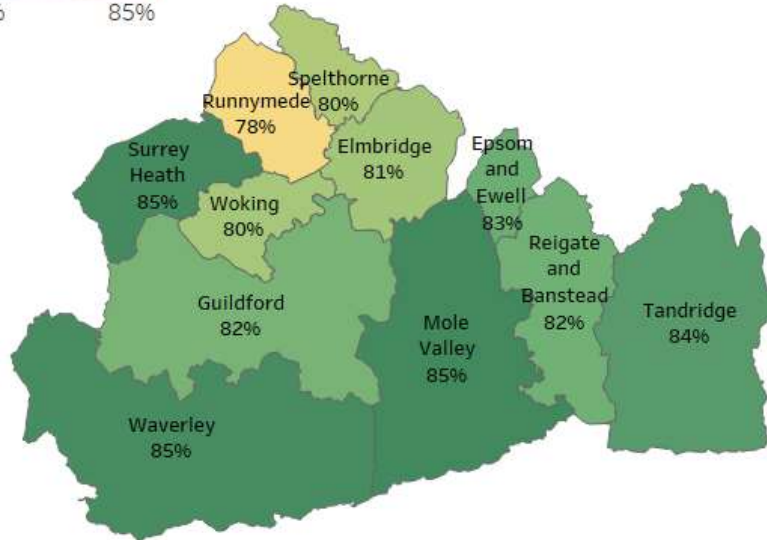 %
85%
Spelthorne
80%
Runnymede
78%
Elmbridge
81%
Epsom
and
Ewell
83%
Surrey
Heath
85%
Woking
80%
Reigate
and
Banstead
82%
Guildford
82%
Mole
Valley
85%
Tandridge
84%
Waverley
85%